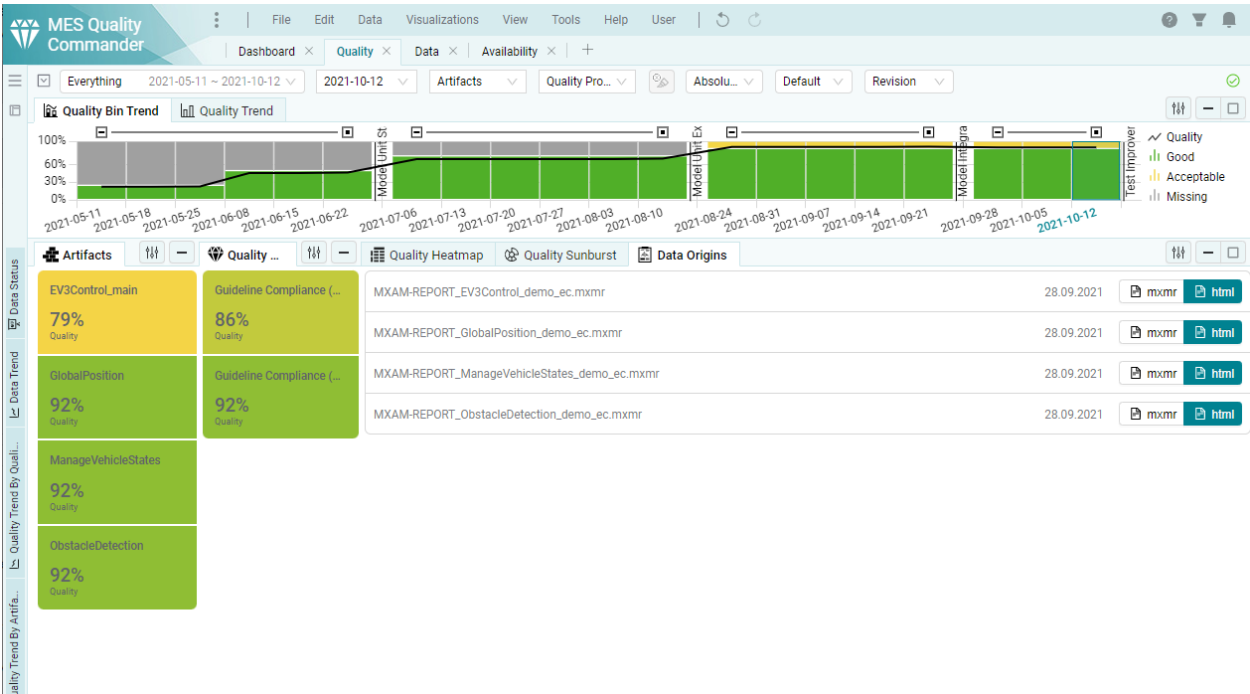 MES Quality
Commander
File Edit Data Visualizations View Tools Help User
Dashboard Quality Data Availability
Everything 2021-05-11 ~ 2021-10-12 2021-10-12 Artifacts Quality Pro... Absolu... Default Revision
Quality Bin Trend Quality Trend
100%
60%
30%
0%
Model Unit St
Model Unit Ex
Model Integra
Test Improver
Quality
Good
Acceptable
Missing
2021-05-11 2021-05-18 2021-05-25 2021-06-08 2021-06-15 2021-06-22 2021-07-06 2021-07-13 2021-07-20 2021-07-27 2021-08-03 2021-08-10 2021-08-24 2021-08-31 2021-09-07 2021-09-14 2021-09-21 2021-09-28 2021-10-05 2021-10-12
Data Status
Data Trend
Quality Trend By Quali...
ality Trend By Artifa...
Artifacts Quality ... Quality Heatmap Quality Sunburst Data Origins
EV3Control_main
79%
Quality
GlobalPosition
92%
Quality
ManageVehicleStates
92%
Quality
ObstacleDetection
92%
Quality
Guideline Compliance (...
86%
Quality
Guideline Compliance (...
92%
Quality
MXAM-REPORT_EV3Control_demo_ec.mxmr 28.09.2021 mxmr html
MXAM-REPORT_GlobalPosition_demo_ec.mxmr 28.09.2021 mxmr html
MXAM-REPORT_ManageVehicleStates_demo_ec.mxmr 28.09.2021 mxmr html
MXAM-REPORT_ObstacleDetection_demo_ec.mxmr 28.09.2021 mxmr html